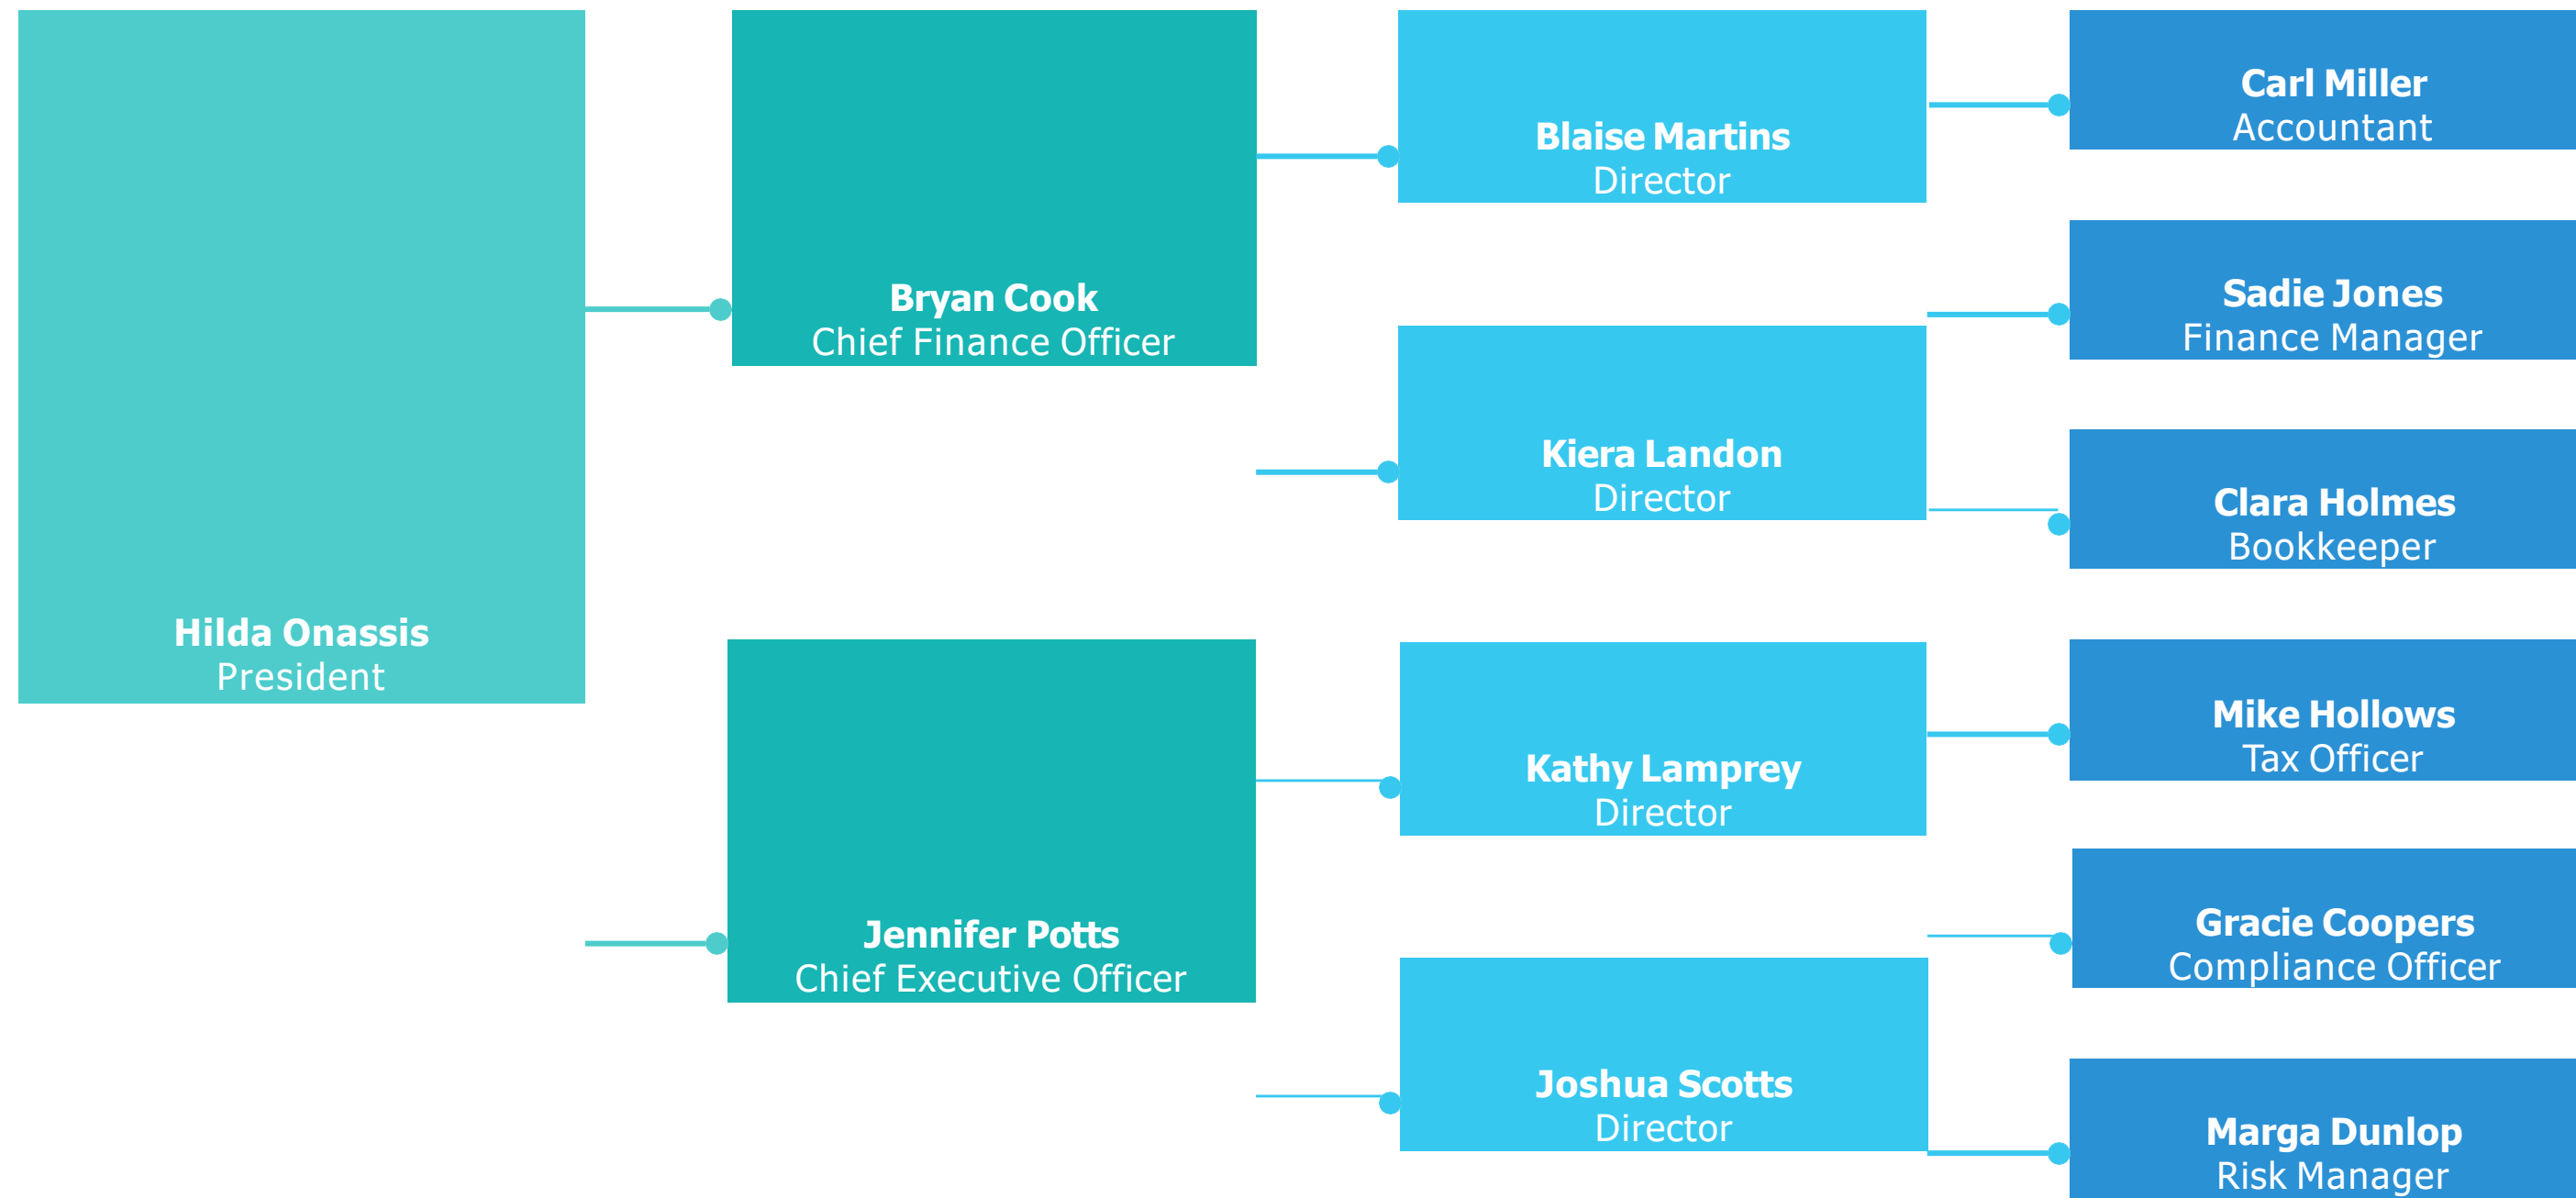 Hilda Onassis
President
Bryan Cook
Chief Finance Officer
Jennifer Potts
Chief Executive Officer
Blaise Martins
Director
Kiera Landon
Director
Kathy Lamprey
Director
Joshua Scotts
Director
Carl Miller
Accountant
Sadie Jones
Finance Manager
Clara Holmes
Bookkeeper
Mike Hollows
Tax Officer
Gracie Coopers
Compliance Officer
Marga Dunlop
Risk Manager